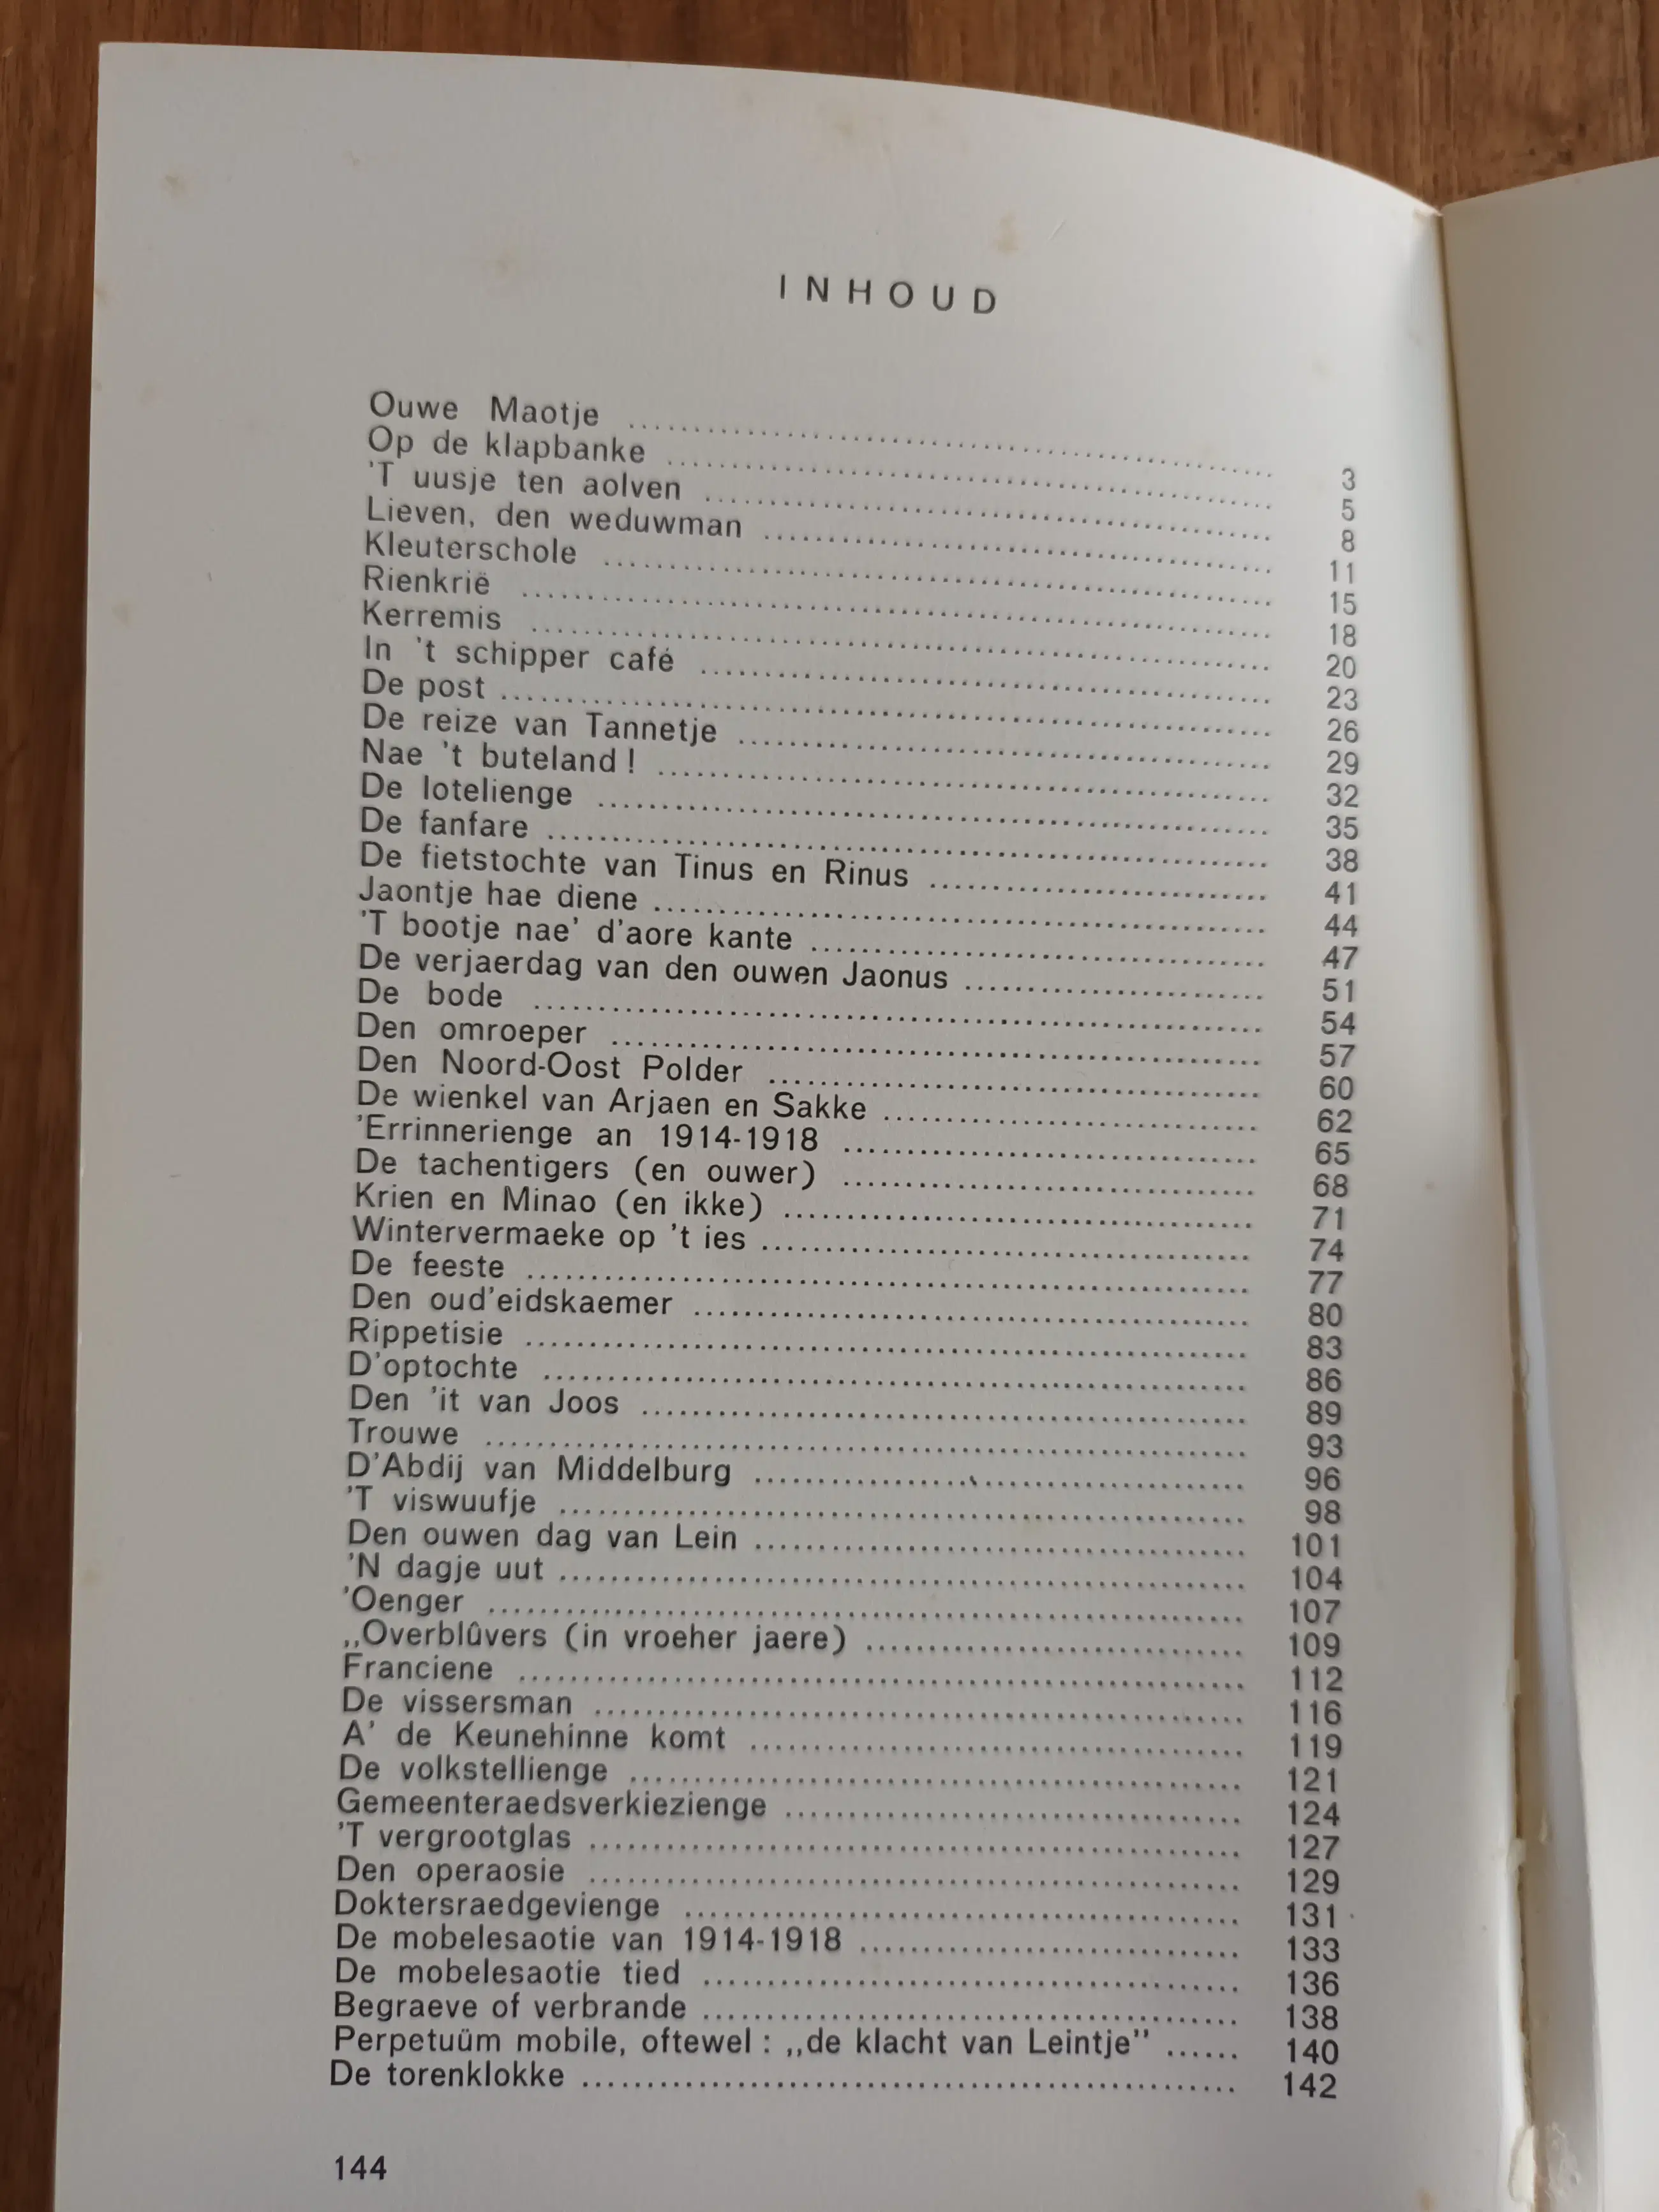 INHOUD
Ouwe Maotje ........ 3
Op de klapbanke ........ 5
'T uusje ten aolven ........ 8
Lieven, den weduwman ........ 11
Kleuterschole ........ 15
Rienkrië ........ 18
Kerremis ........ 20
In 't schipper café ........ 23
De post ........ 26
De reize van Tannetje ........ 29
Nae 't buteland ! ........ 32
De lotelienge ........ 35
De fanfare ........ 38
De fietstochte van Tinus en Rinus ........ 41
Jaontje hae diene ........ 44
'T bootje nae' d'aore kante ........ 47
De verjaerdag van den ouwen Jaonus ........ 51
De bode ........ 54
Den omroeper ........ 57
Den Noord-Oost Polder ........ 60
De wienkel van Arjaen en Sakke ........ 62
'Errinnerienge an 1914-1918 ........ 65
De tachentigers (en ouwer) ........ 68
Krien en Minao (en ikke) ........ 71
Wintervermaeke op 't ies ........ 74
De feeste ........ 77
Den oud'eidskaemer ........ 80
Rippetisie ........ 83
D'optochte ........ 86
Den 'it van Joos ........ 89
Trouwe ........ 93
D'Abdij van Middelburg ........ 96
'T viswuufje ........ 98
Den ouwen dag van Lein ........ 101
'N dagje uut ........ 104
'Oenger ........ 107
,,Overblûvers (in vroeher jaere) ........ 109
Franciene ........ 112
De vissersman ........ 116
A' de Keunehinne komt ........ 119
De volkstellienge ........ 121
Gemeenteraedsverkiezienge ........ 124
'T vergrootglas ........ 127
Den operaosie ........ 129
Doktersraedgevienge ........ 131
De mobelesaotie van 1914-1918 ........ 133
De mobelesaotie tied ........ 136
Begraeve of verbrande ........ 138
Perpetuüm mobile, oftewel : ,,de klacht van Leintje'' ...... 140
De torenklokke ........ 142
144